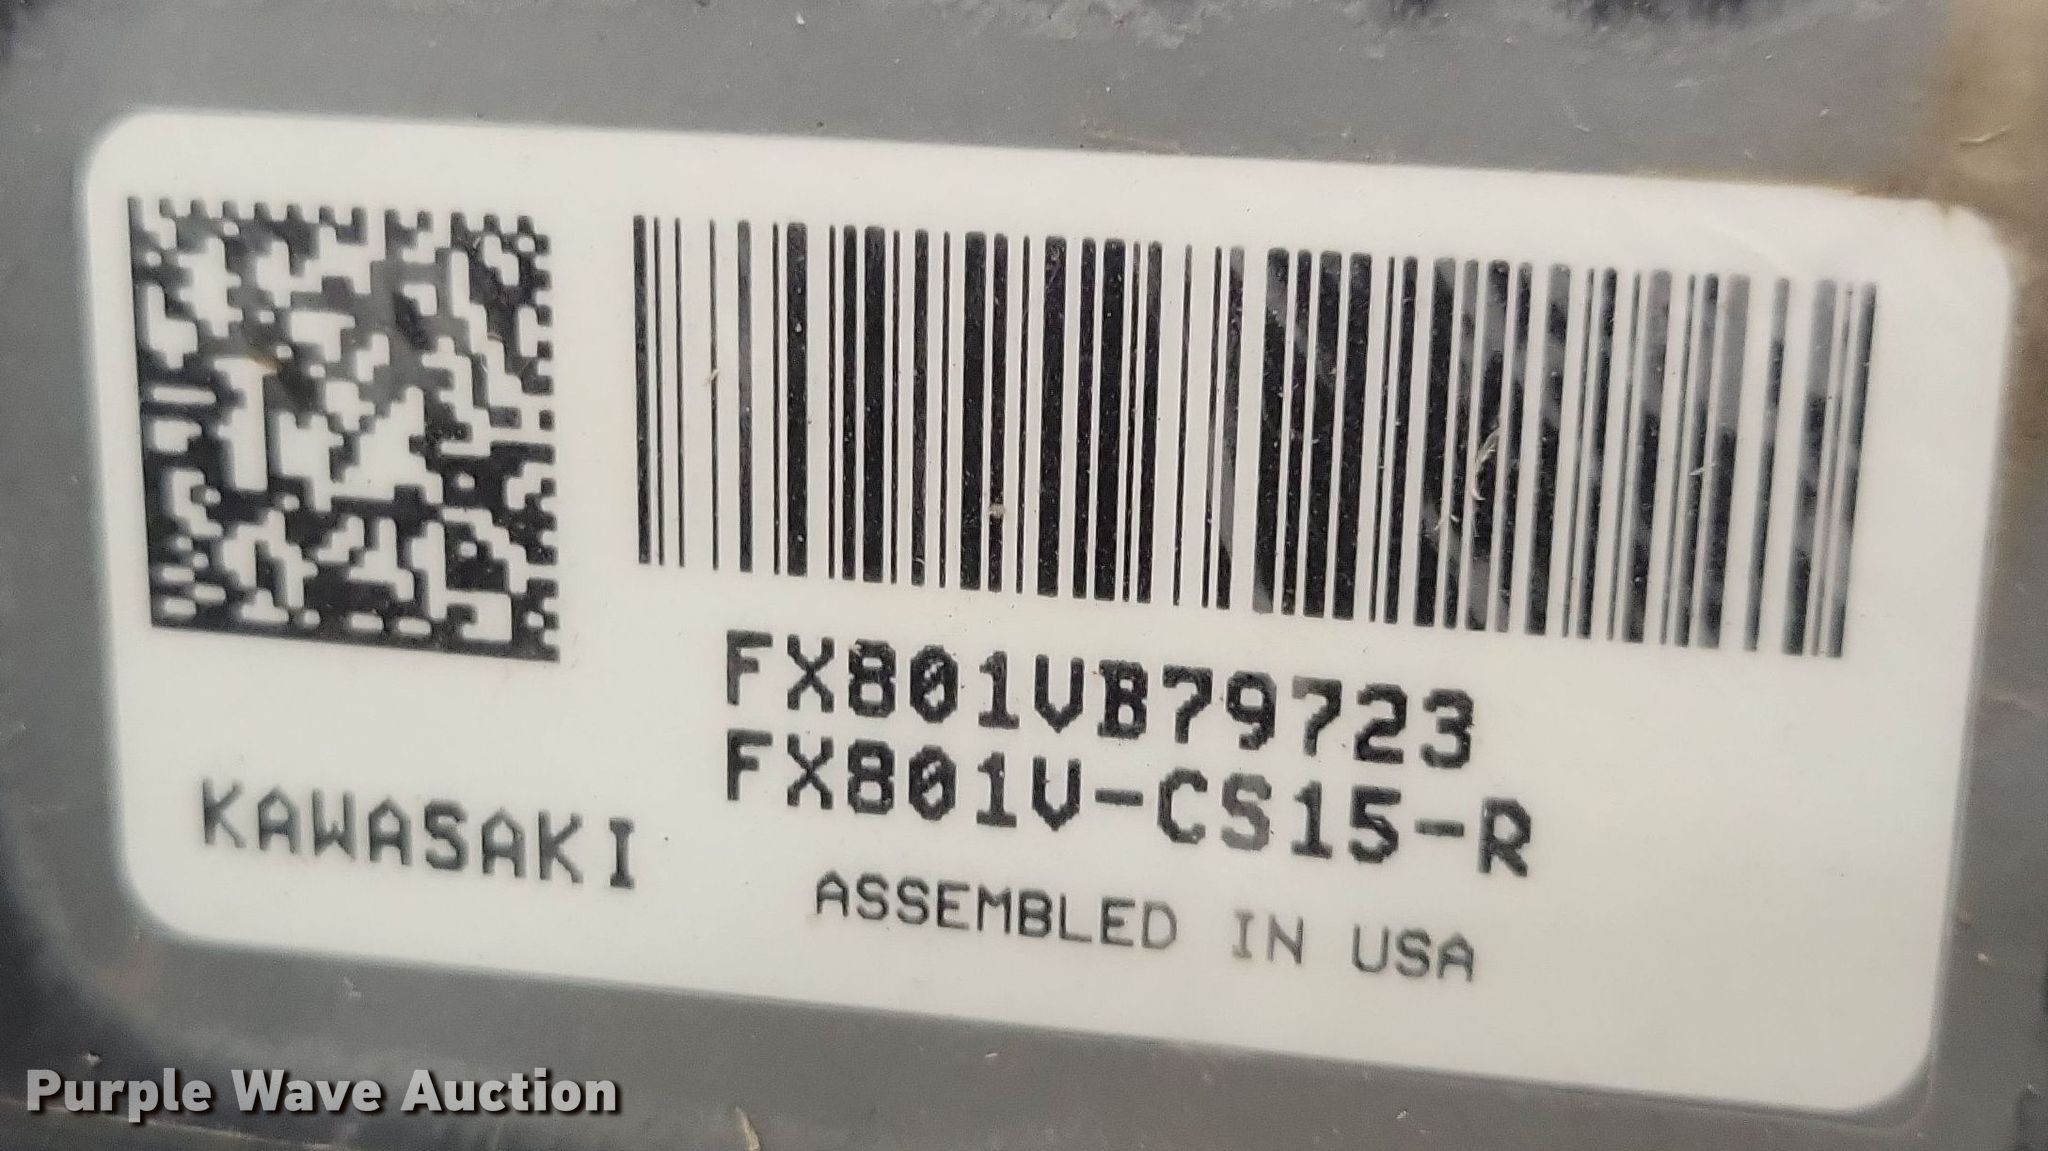 FX801VB79723
FX801V-CS15-R
KAWASAKI
ASSEMBLED IN USA
Purple Wave Auction